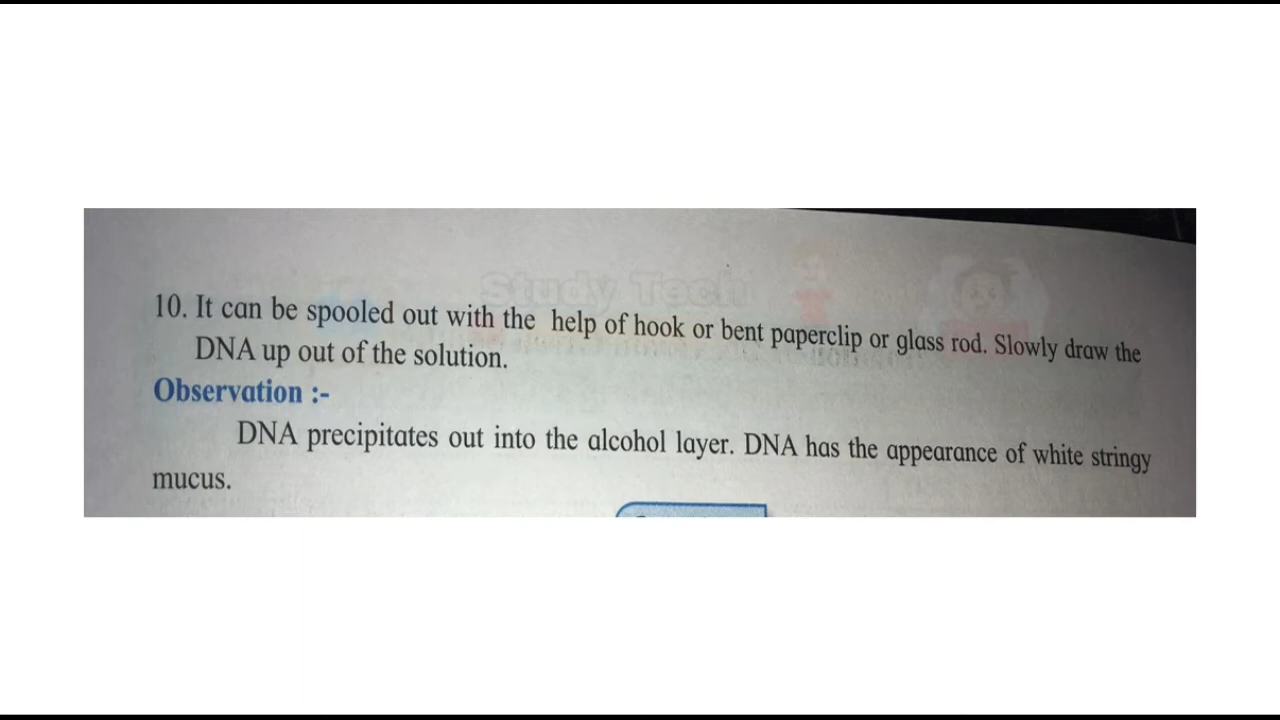 Study Tech
10. It can be spooled out with the help of hook or bent paperclip or glass rod. Slowly draw the
DNA up out of the solution.
Observation :-
DNA precipitates out into the alcohol layer. DNA has the appearance of white stringy
mucus.